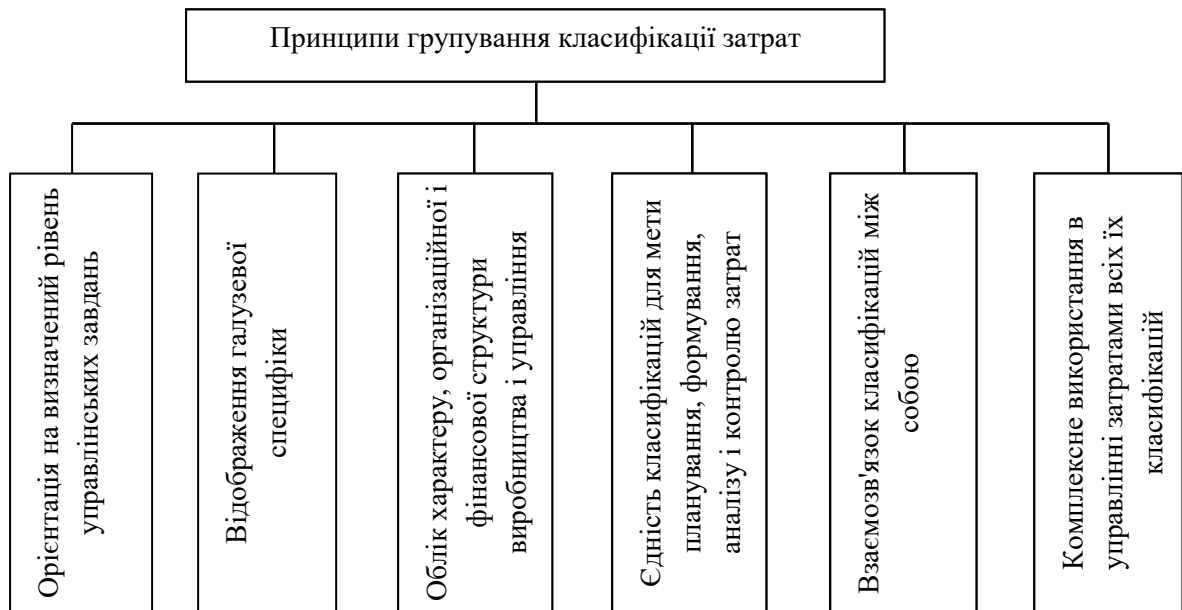 Принципи групування класифікації затрат
Орієнтація на визначений рівень
управлінських завдань
Відображення галузевої
специфіки
Облік характеру, організаційної і
фінансової структури
виробництва і управління
Єдність класифікацій для мети
планування, формування,
аналізу і контролю затрат
Взаємозв'язок класифікацій між
собою
Комплексне використання в
управлінні затратами всіх їх
класифікацій